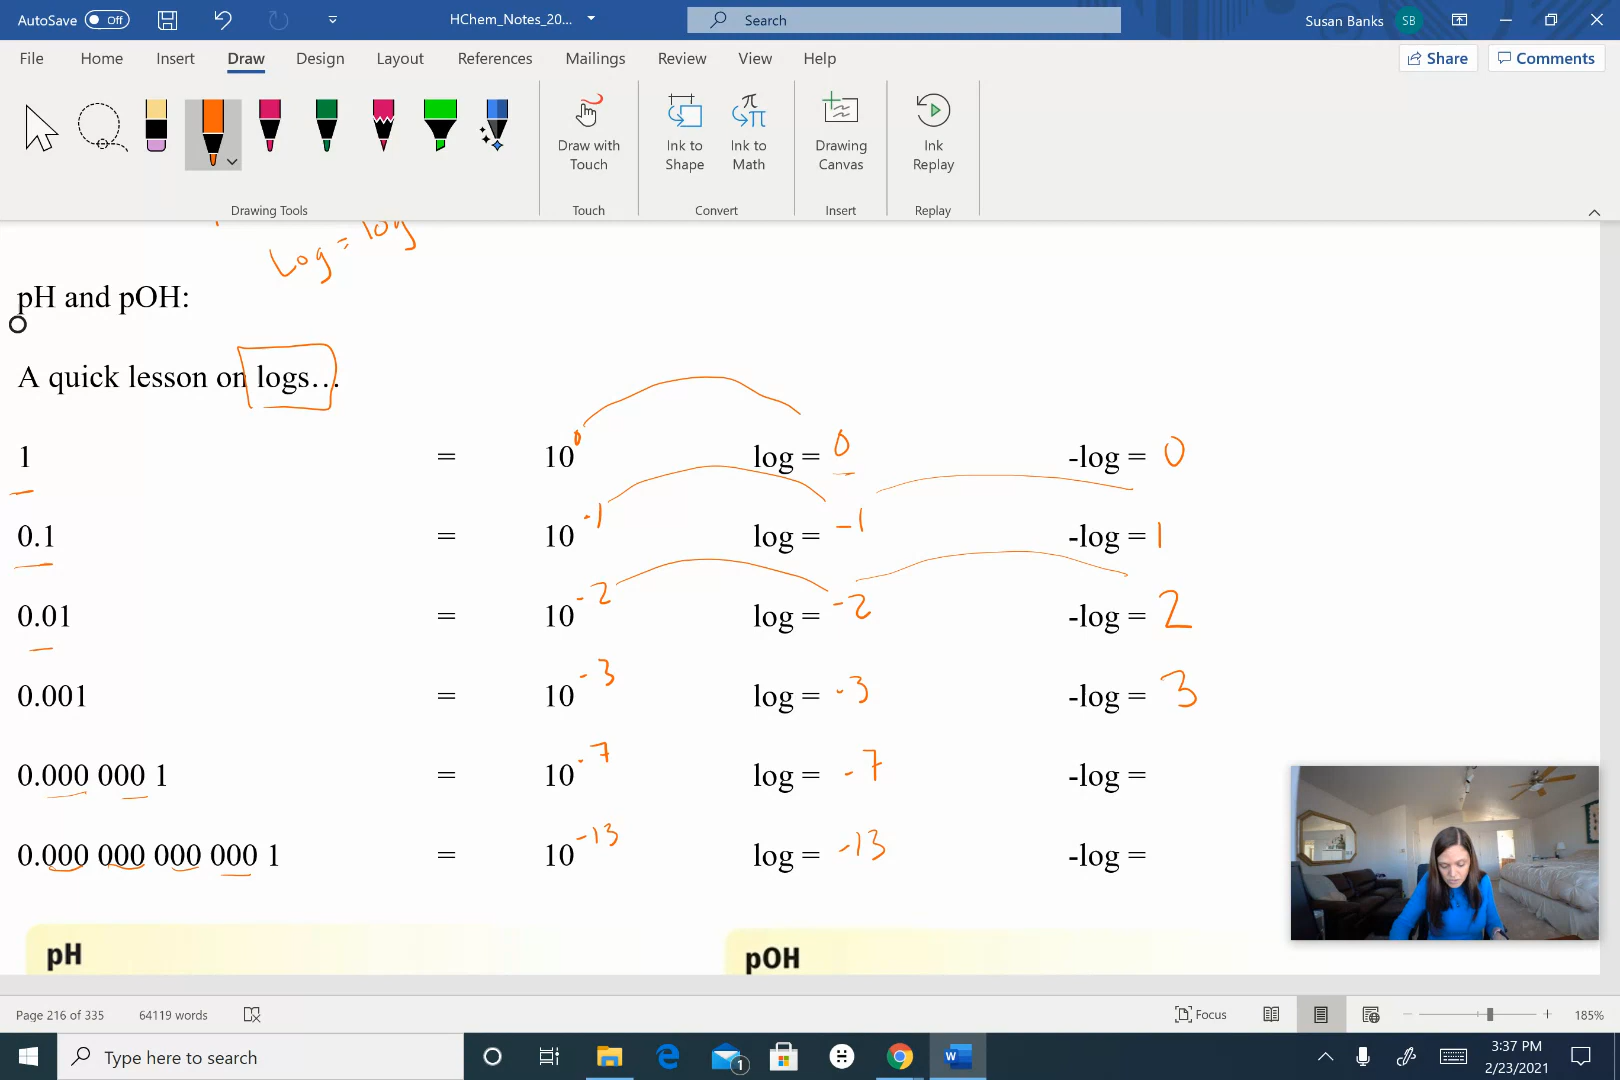 AutoSave Off HChem_Notes_20... Search Susan Banks SB
File Home Insert Draw Design Layout References Mailings Review View Help Share Comments
Draw with Touch
Ink to Shape
Ink to Math
Drawing Canvas
Ink Replay
Drawing Tools Touch Convert Insert Replay
Log = log
pH and pOH:
A quick lesson on logs...
1 = 10^0 log = 0 -log = 0
0.1 = 10^-1 log = -1 -log = 1
0.01 = 10^-2 log = -2 -log = 2
0.001 = 10^-3 log = -3 -log = 3
0.000 000 1 = 10^-7 log = -7 -log =
0.000 000 000 000 1 = 10^-13 log = -13 -log =
pH pOH
Page 216 of 335 64119 words Focus 185%
Type here to search 1 W 3:37 PM
2/23/2021